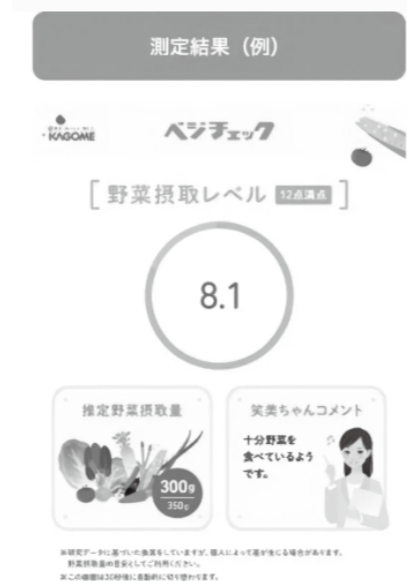 測定結果（例）
KAGOME
ベジチェック
[ 野菜摂取レベル 12点満点 ]
8.1
推定野菜摂取量
300g
350g
笑美ちゃんコメント
十分野菜を
食べているよう
です。
※研究データに基づいた換算をしていますが、個人によって差が生じる場合があります。
野菜摂取量の目安としてご利用ください。
※この画面は30秒後に自動的に切り替わります。